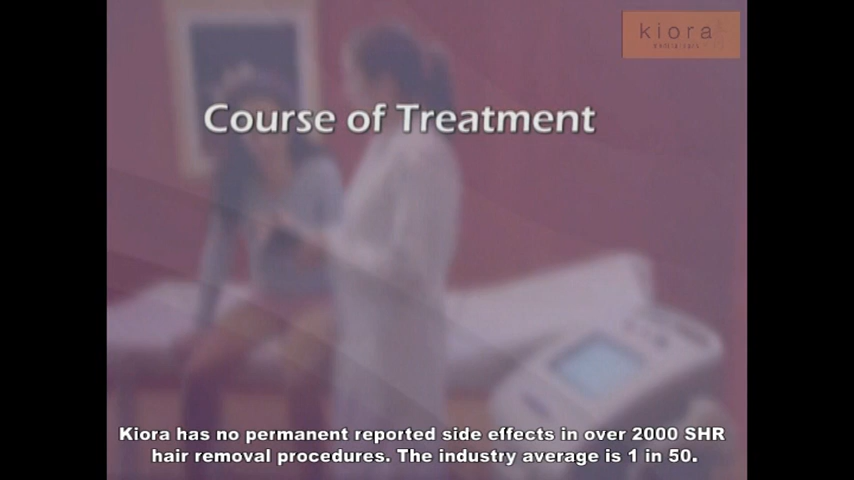 kiora
Course of Treatment
Kiora has no permanent reported side effects in over 2000 SHR
hair removal procedures. The industry average is 1 in 50.